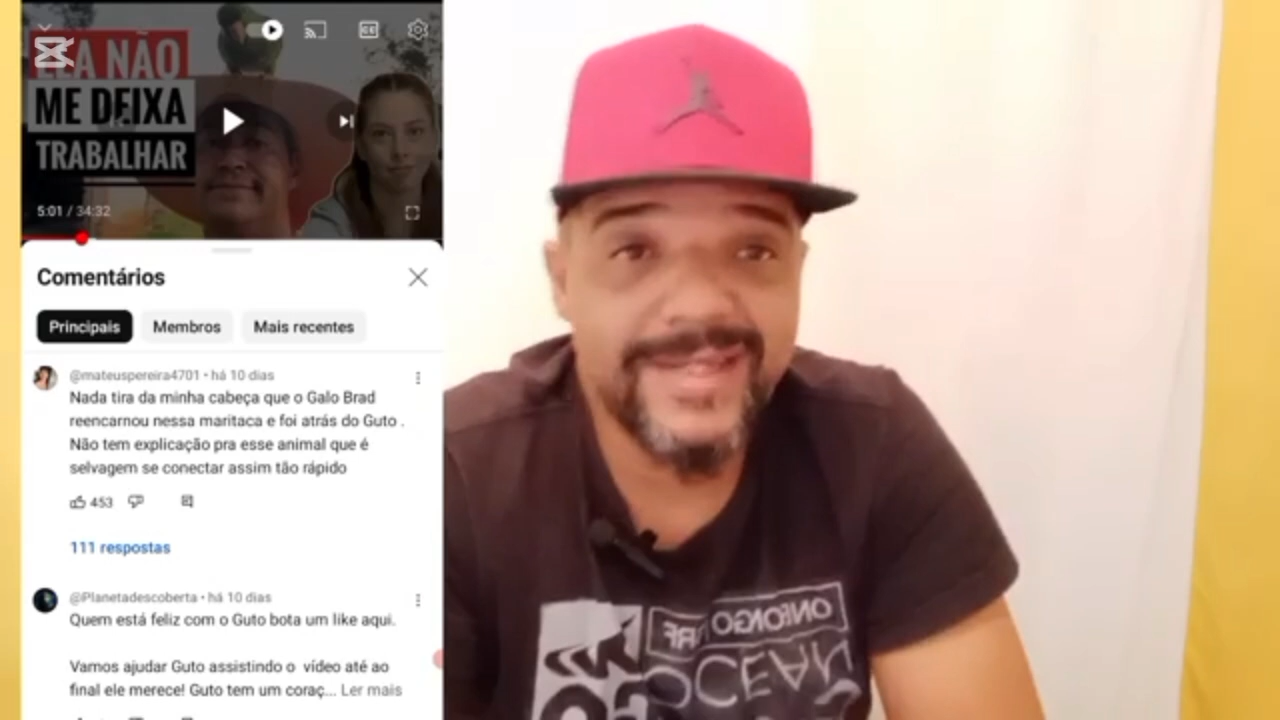 ELA NÃO
ME DEIXA
TRABALHAR
5:01 / 34:32
Comentários
Principais Membros Mais recentes
@mateuspereira4701 • há 10 dias
Nada tira da minha cabeça que o Galo Brad
reencarnou nessa maritaca e foi atrás do Guto .
Não tem explicação pra esse animal que é
selvagem se conectar assim tão rápido
453
111 respostas
@Planetadescoberta • há 10 dias
Quem está feliz com o Guto bota um like aqui.
Vamos ajudar Guto assistindo o vídeo até ao
final ele merece! Guto tem um coraç... Ler mais
ONFONGO
OCEAN